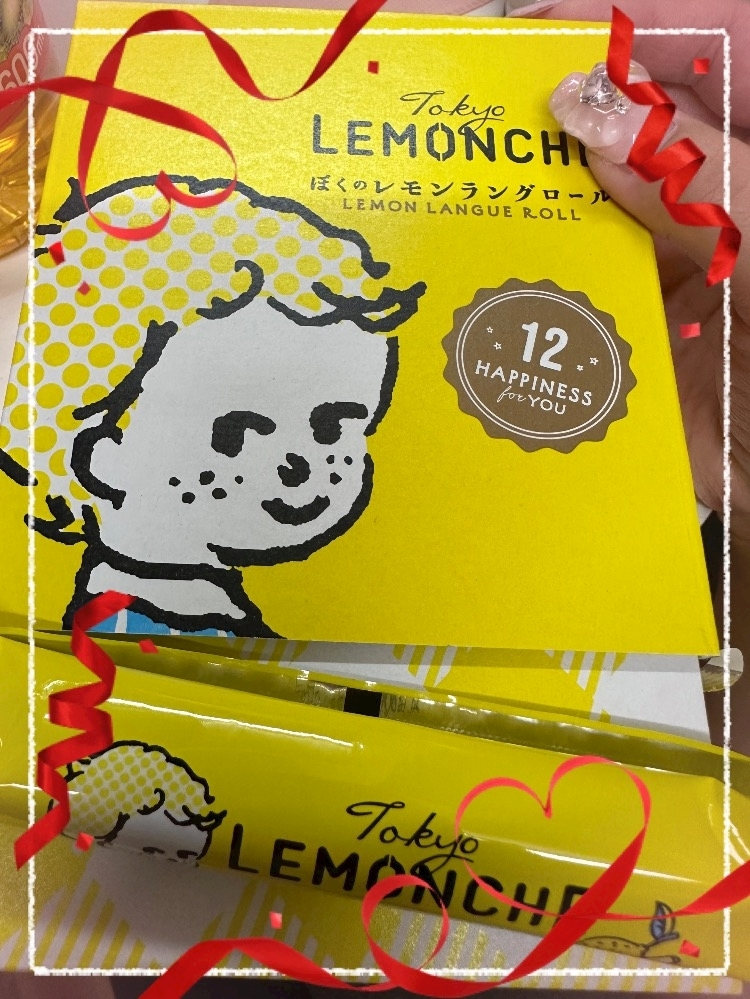 Tokyo
LEMONCH
ぼくのレモンラングロール
LEMON LANGUE ROLL
12
HAPPINESS
for YOU
Tokyo
LEMONCHE